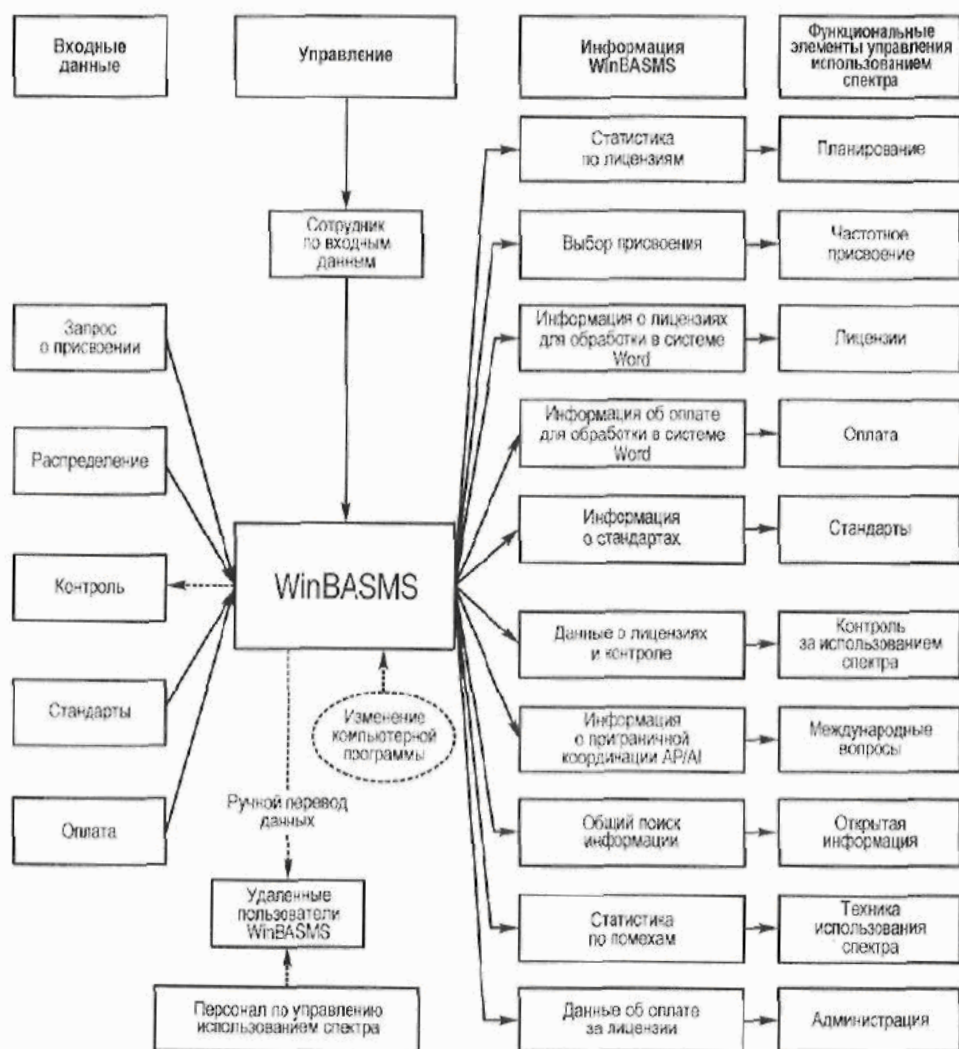 Входные
данные
Управление
Информация
WinBASMS
Функциональные
элементы управления
использованием
спектра
Статистика
по лицензиям
Планирование
Сотрудник
по входным
данным
Выбор присвоения
Частотное
присвоение
Запрос
о присвоении
Информация о лицензиях
для обработки в системе
Word
Лицензии
Распределение
Информация об оплате
для обработки в системе
Word
Оплата
Информация
о стандартах
Стандарты
Контроль
WinBASMS
Данные о лицензиях
и контроле
Контроль
за использованием
спектра
Стандарты
Изменение
компьютерной
программы
Информация
о приграничной
координации AP/AI
Международные
вопросы
Оплата
Ручной перевод
данных
Общий поиск
информации
Открытая
информация
Удаленные
пользователи
WinBASMS
Статистика
по помехам
Техника
использования
спектра
Персонал по управлению
использованием спектра
Данные об оплате
за лицензии
Администрация